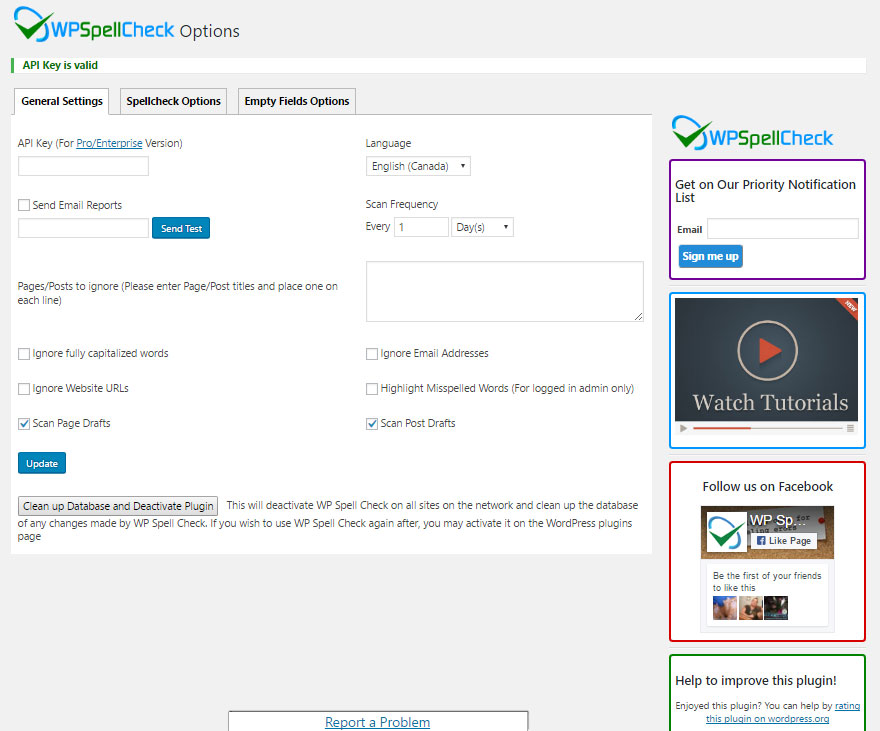 WPSpellCheck Options
API Key is valid
General Settings
Spellcheck Options
Empty Fields Options
API Key (For Pro/Enterprise Version)
Language
English (Canada)
Send Email Reports
Send Test
Scan Frequency
Every 1 Day(s)
Pages/Posts to ignore (Please enter Page/Post titles and place one on
each line)
Ignore fully capitalized words
Ignore Email Addresses
Ignore Website URLs
Highlight Misspelled Words (For logged in admin only)
Scan Page Drafts
Scan Post Drafts
Update
Clean up Database and Deactivate Plugin This will deactivate WP Spell Check on all sites on the network and clean up the database
of any changes made by WP Spell Check. If you wish to use WP Spell Check again after, you may activate it on the WordPress plugins
page
Report a Problem
WPSpellCheck
Get on Our Priority Notification
List
Email
Sign me up
NEW
Watch Tutorials
Follow us on Facebook
WP Sp...
Like Page
Be the first of your friends
to like this
Help to improve this plugin!
Enjoyed this plugin? You can help by rating
this plugin on wordpress.org